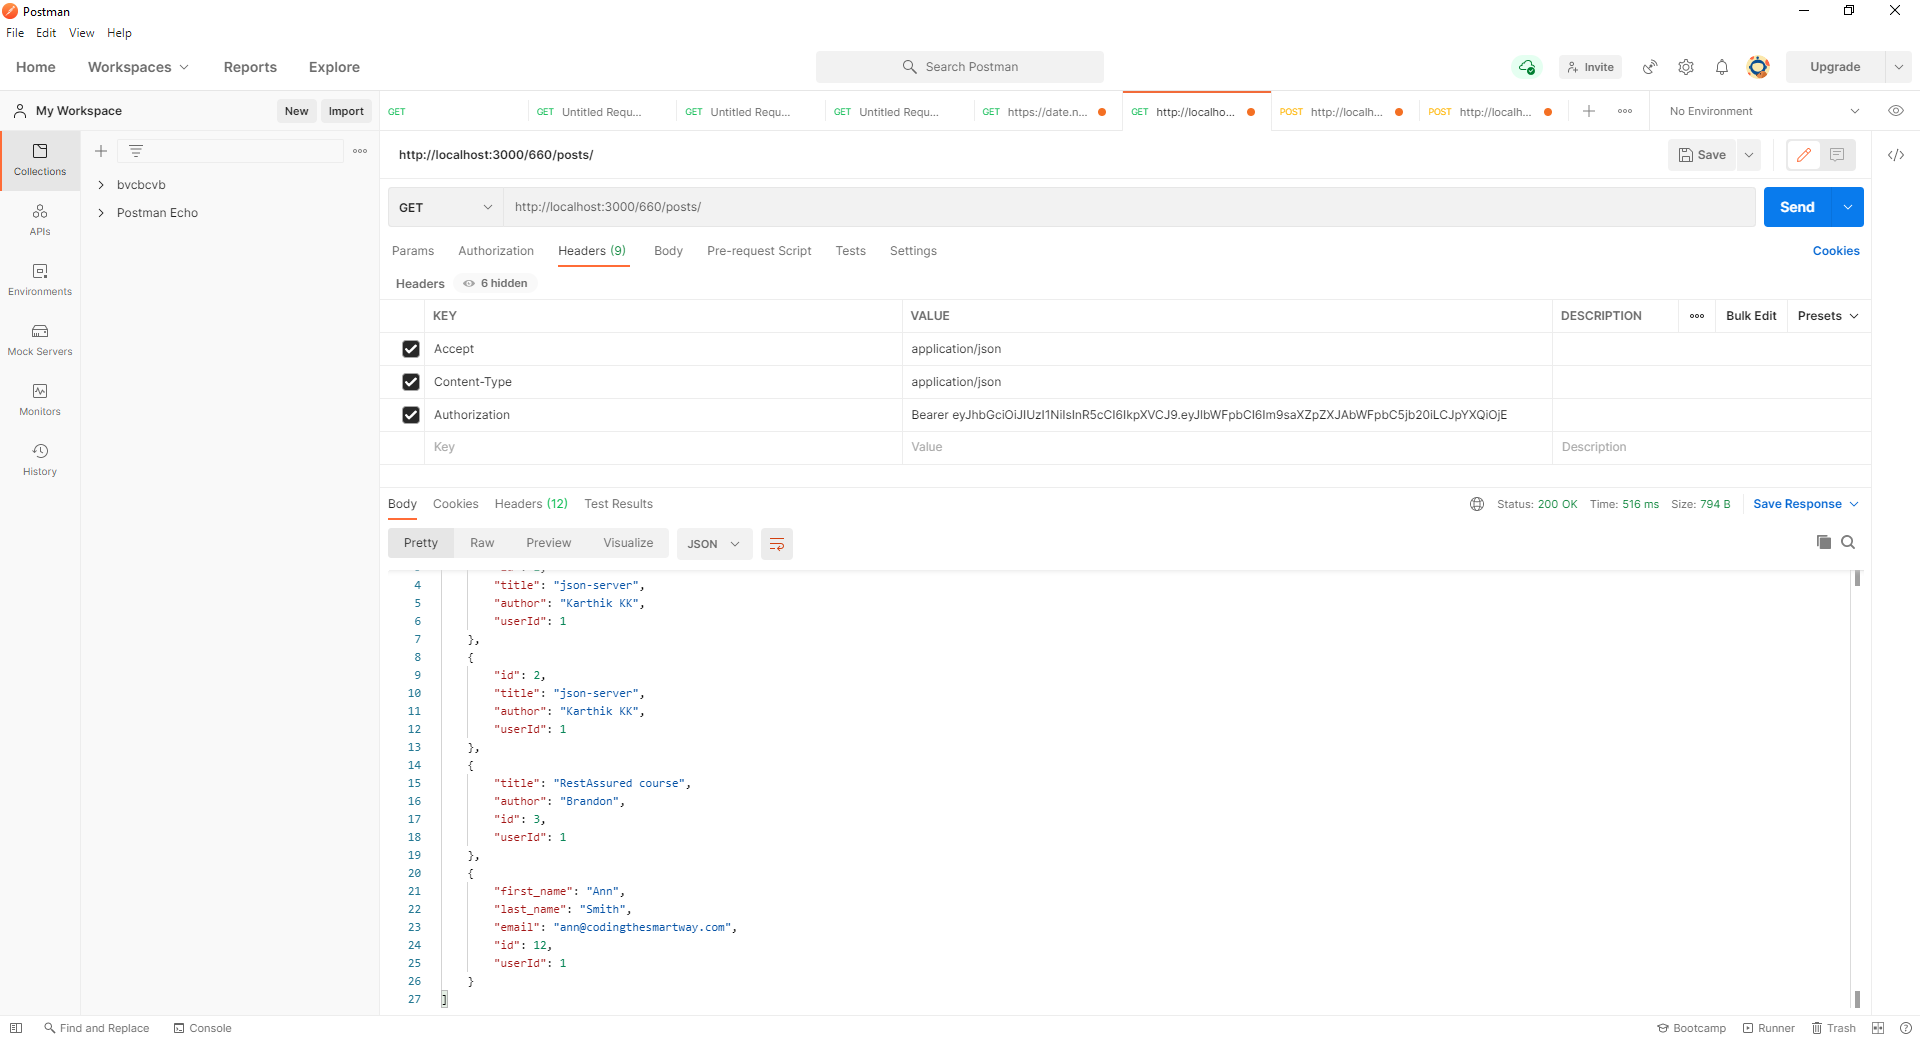 Postman
File Edit View Help
Home Workspaces Reports Explore Search Postman Invite Upgrade
My Workspace New Import GET GET Untitled Requ... GET Untitled Requ... GET Untitled Requ... GET https://date.n... GET http://localho... POST http://localh... POST http://localh... No Environment
http://localhost:3000/660/posts/ Save
Collections
bvcbcvb
Postman Echo
APIs
Environments
Mock Servers
Monitors
History
GET http://localhost:3000/660/posts/ Send
Params Authorization Headers (9) Body Pre-request Script Tests Settings Cookies
Headers 6 hidden
KEY VALUE DESCRIPTION Bulk Edit Presets
Accept application/json
Content-Type application/json
Authorization Bearer eyJhbGciOiJIUzI1NiIsInR5cCI6IkpXVCJ9.eyJlbWFpbCI6Im9saXZpZXJAbWFpbC5jb20iLCJpYXQiOjE
Key Value Description
Body Cookies Headers (12) Test Results Status: 200 OK Time: 516 ms Size: 794 B Save Response
Pretty Raw Preview Visualize JSON
4 "title": "json-server",
5 "author": "Karthik KK",
6 "userId": 1
7 },
8 {
9 "id": 2,
10 "title": "json-server",
11 "author": "Karthik KK",
12 "userId": 1
13 },
14 {
15 "title": "RestAssured course",
16 "author": "Brandon",
17 "id": 3,
18 "userId": 1
19 },
20 {
21 "first_name": "Ann",
22 "last_name": "Smith",
23 "email": "ann@codingthesmartway.com",
24 "id": 12,
25 "userId": 1
26 }
27 ]
Find and Replace Console Bootcamp Runner Trash